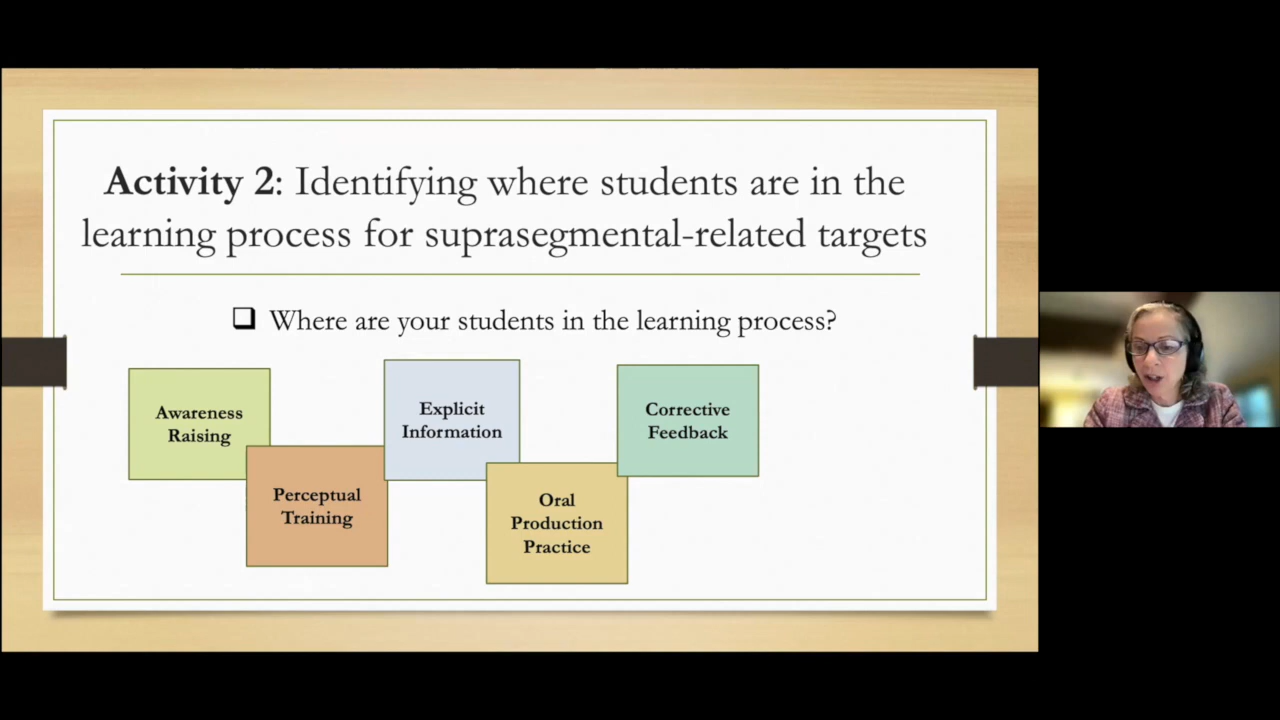 Activity 2: Identifying where students are in the
learning process for suprasegmental-related targets
❑ Where are your students in the learning process?
Awareness
Raising
Perceptual
Training
Explicit
Information
Oral
Production
Practice
Corrective
Feedback